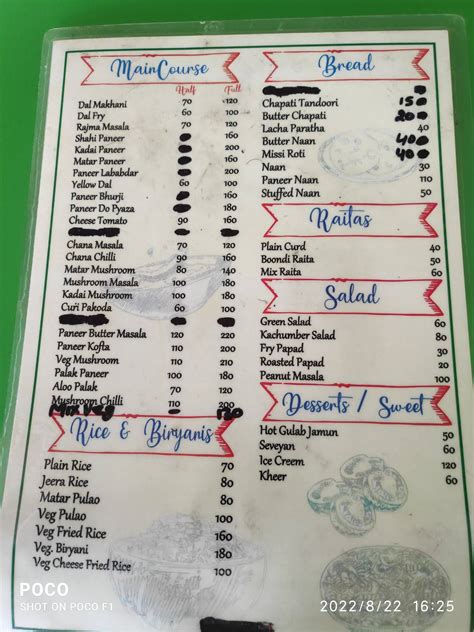 MainCourse
Half Full
Dal Makhani 70 120
Dal Fry 60 100
Rajma Masala 70 120
Shahi Paneer 160
Kadai Paneer 200
Matar Paneer 160
Paneer Lababdar 200
Yellow Dal 60 100
Paneer Bhurji 160
Paneer Do Pyaza 180
Cheese Tomato 90 160
Chana Masala 70 120
Chana Chilli 90 160
Matar Mushroom 80 140
Mushroom Masala 100 180
Kadai Mushroom 100 180
Curi Pakoda 60 100
Paneer Butter Masala 120 220
Paneer Kofta 110 200
Veg Mushroom 110 210
Palak Paneer 100 180
Aloo Palak 70 120
Mushroom Chilli 110 200
Mix veg 120
Rice & Biryanis
Plain Rice 70
Jeera Rice 80
Matar Pulao 80
Veg Pulao 100
Veg Fried Rice 160
Veg. Biryani 180
Veg Cheese Fried Rice 100
Bread
Chapati Tandoori 15
Butter Chapati 20
Lacha Paratha 40
Butter Naan 40
Missi Roti 40
Naan 30
Paneer Naan 110
Stuffed Naan 50
Raitas
Plain Curd 40
Boondi Raita 50
Mix Raita 60
Salad
Green Salad 60
Kachumber Salad 80
Fry Papad 30
Roasted Papad 20
Peanut Masala 100
Desserts / Sweet
Hot Gulab Jamun 50
Seveyan 60
Ice Creem 120
Kheer 60
POCO
SHOT ON POCO F1
2022/8/22 16:25